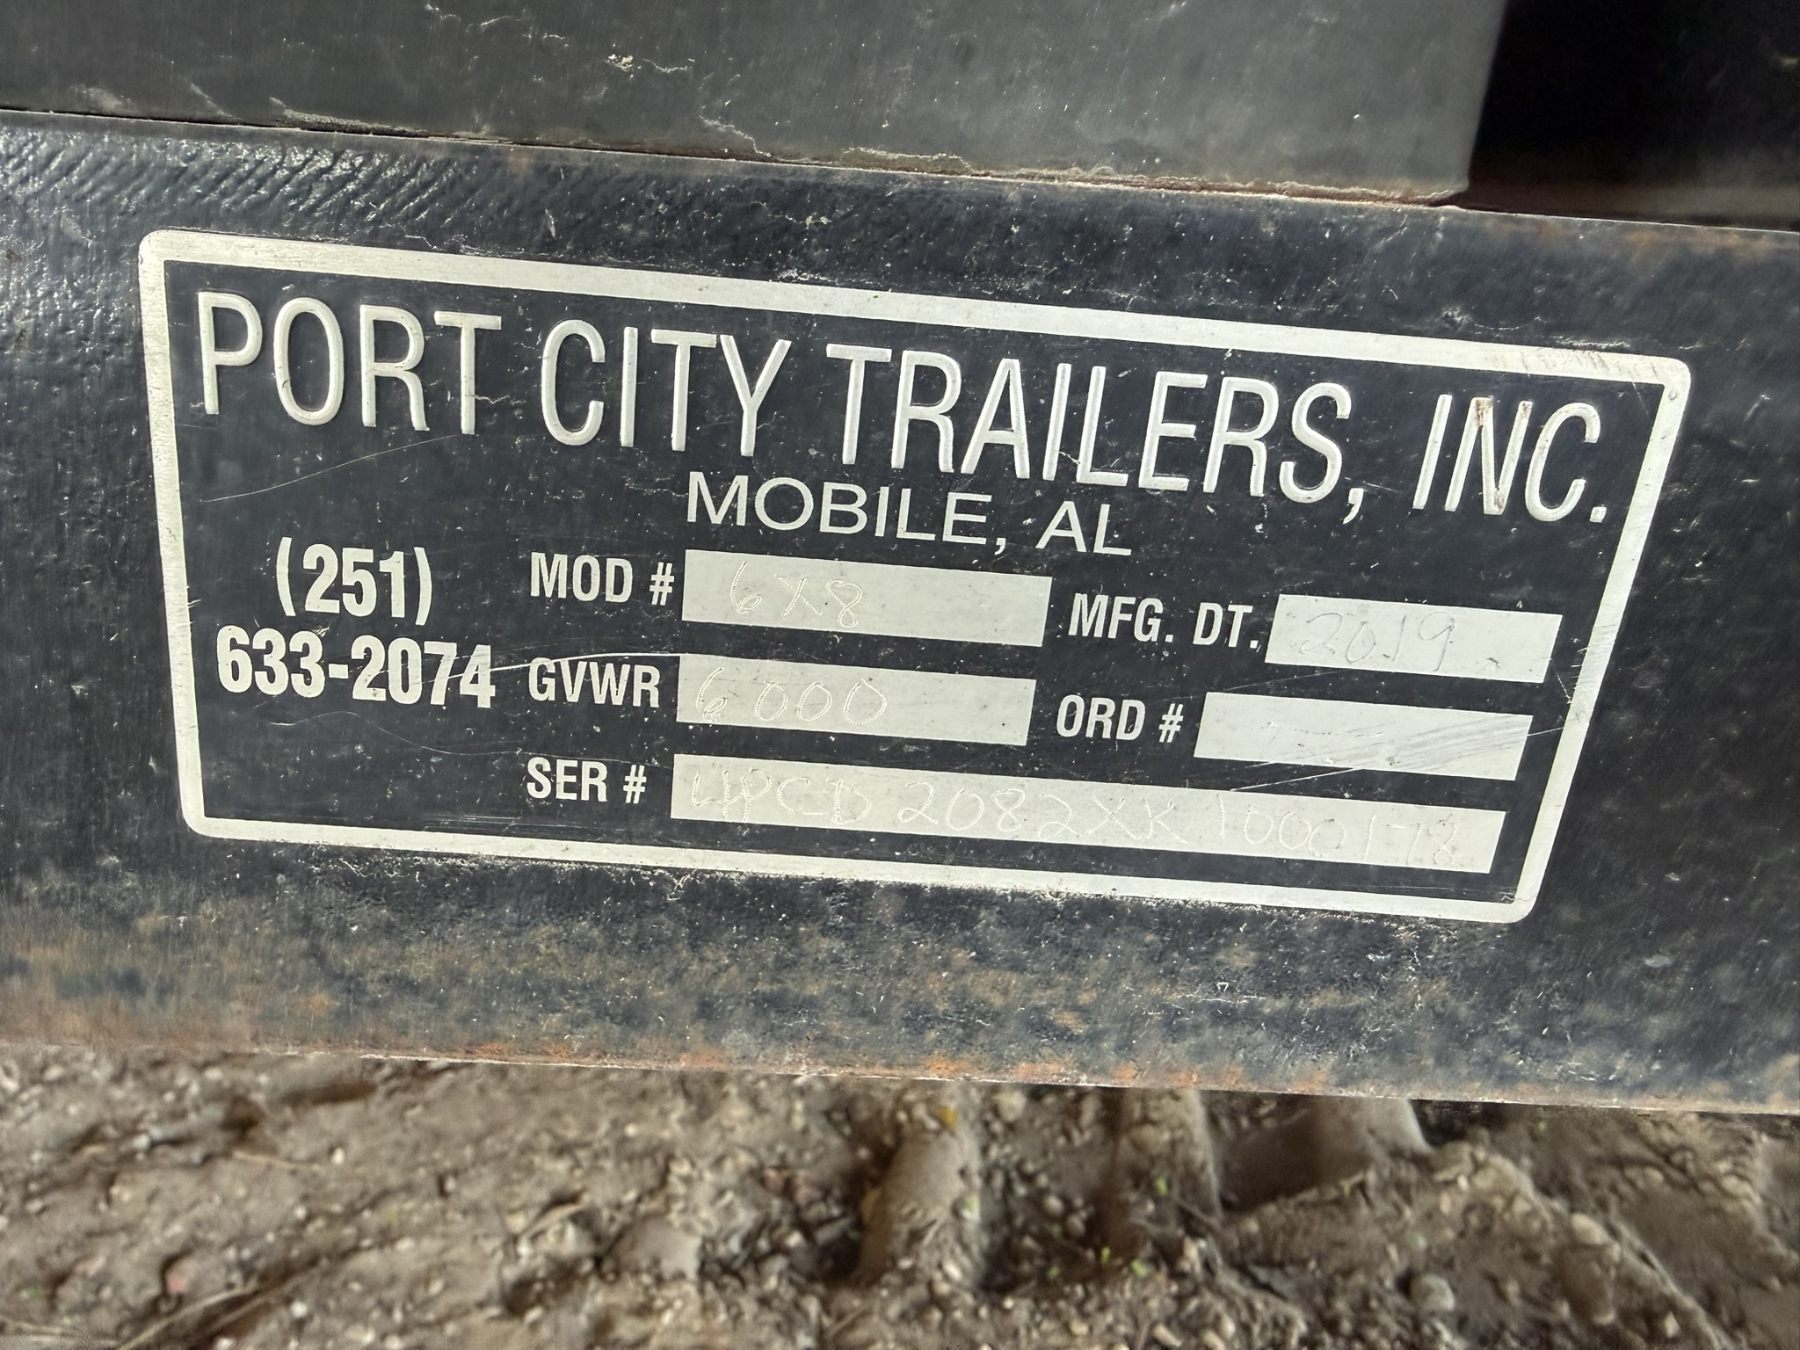 PORT CITY TRAILERS, INC.
MOBILE, AL
(251)
633-2074
MOD # 6X8
MFG. DT. 2019
GVWR 6000
ORD #
SER # 4PCD2082XK1000178